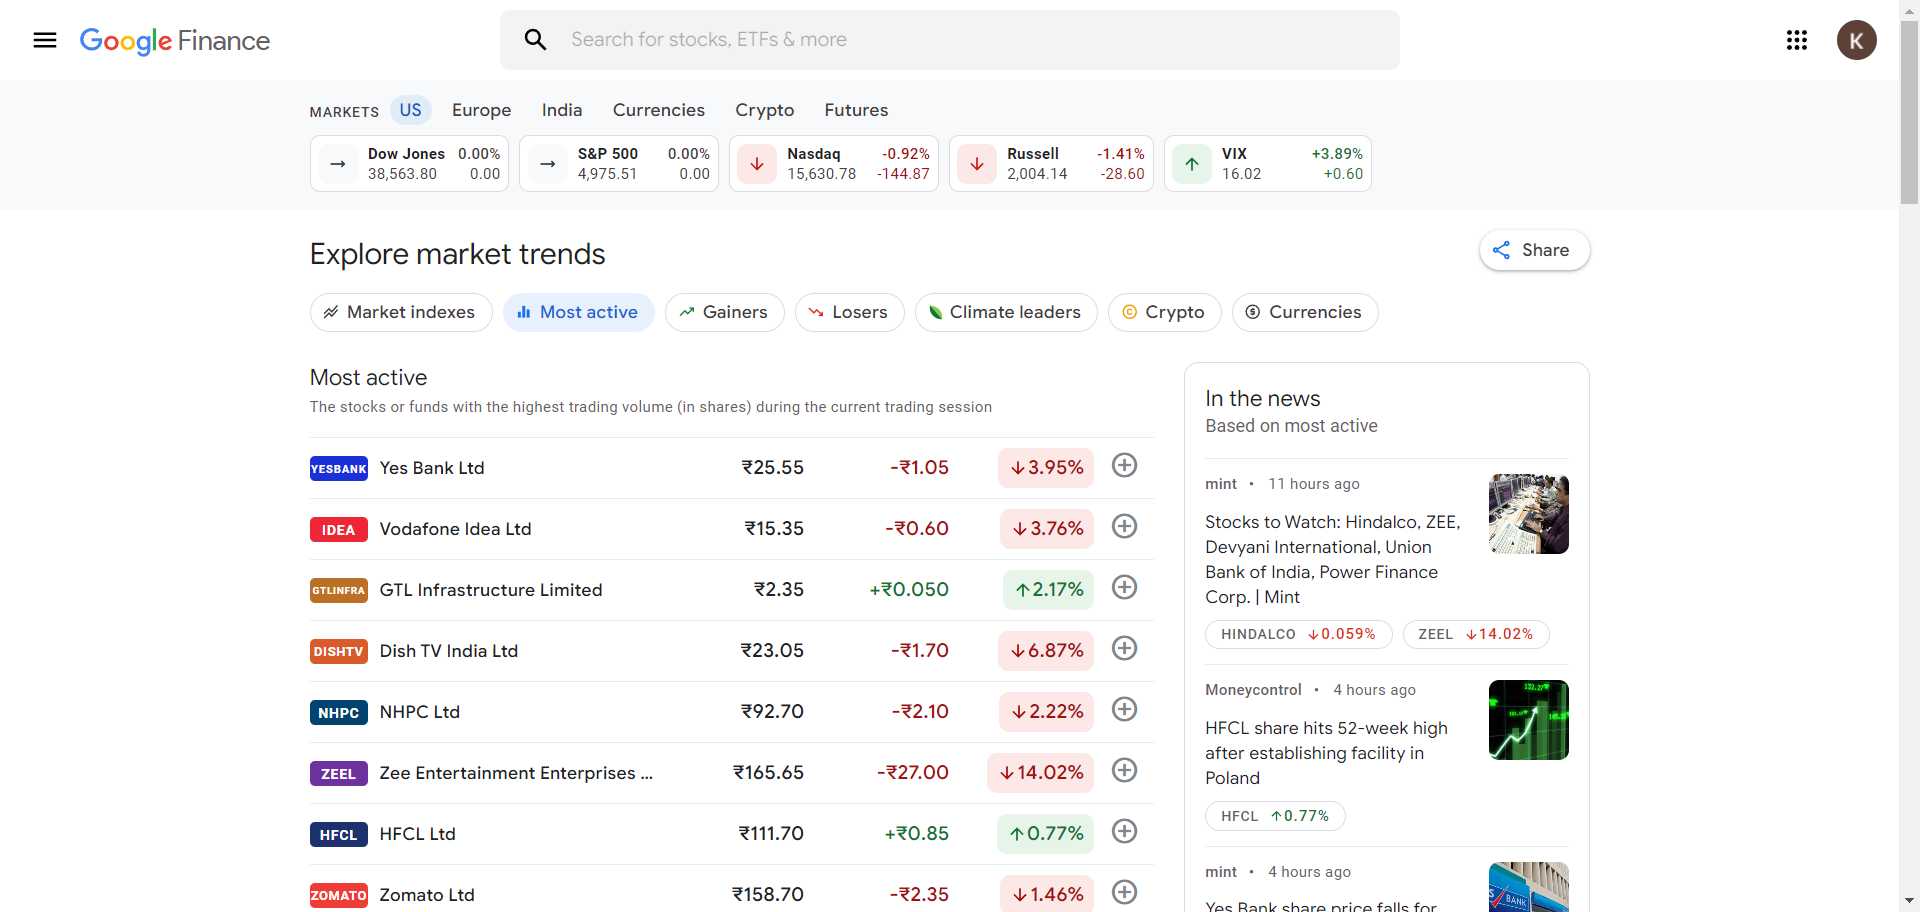 Google Finance
Search for stocks, ETFs & more
K
MARKETS US Europe India Currencies Crypto Futures
Dow Jones 0.00%
38,563.80 0.00
S&P 500 0.00%
4,975.51 0.00
Nasdaq -0.92%
15,630.78 -144.87
Russell -1.41%
2,004.14 -28.60
VIX +3.89%
16.02 +0.60
Explore market trends
Share
Market indexes Most active Gainers Losers Climate leaders Crypto Currencies
Most active
The stocks or funds with the highest trading volume (in shares) during the current trading session
YESBANK Yes Bank Ltd ₹25.55 -₹1.05 ↓3.95%
IDEA Vodafone Idea Ltd ₹15.35 -₹0.60 ↓3.76%
GTLINFRA GTL Infrastructure Limited ₹2.35 +₹0.050 ↑2.17%
DISHTV Dish TV India Ltd ₹23.05 -₹1.70 ↓6.87%
NHPC NHPC Ltd ₹92.70 -₹2.10 ↓2.22%
ZEEL Zee Entertainment Enterprises ... ₹165.65 -₹27.00 ↓14.02%
HFCL HFCL Ltd ₹111.70 +₹0.85 ↑0.77%
ZOMATO Zomato Ltd ₹158.70 -₹2.35 ↓1.46%
In the news
Based on most active
mint • 11 hours ago
Stocks to Watch: Hindalco, ZEE,
Devyani International, Union
Bank of India, Power Finance
Corp. | Mint
HINDALCO ↓0.059% ZEEL ↓14.02%
Moneycontrol • 4 hours ago
HFCL share hits 52-week high
after establishing facility in
Poland
HFCL ↑0.77%
mint • 4 hours ago
Yes Bank share price falls for
BANK